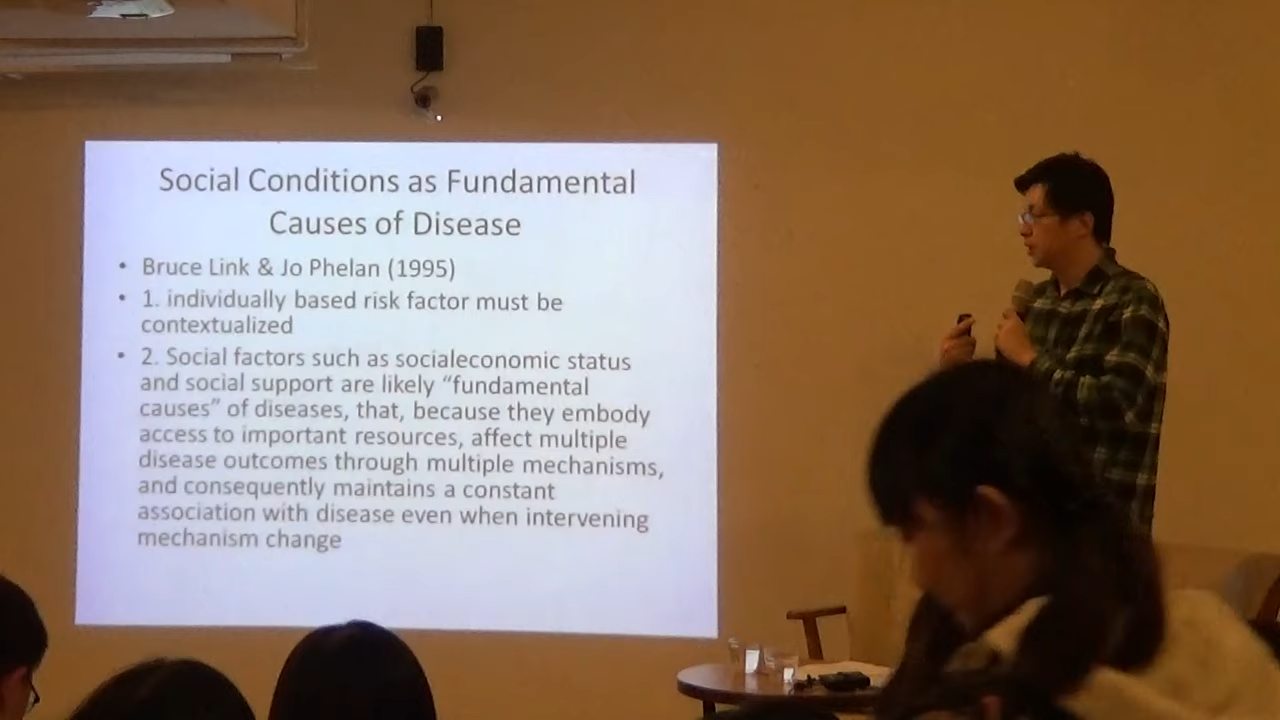 Social Conditions as Fundamental
Causes of Disease
• Bruce Link & Jo Phelan (1995)
• 1. individually based risk factor must be
contextualized
• 2. Social factors such as socialeconomic status
and social support are likely “fundamental
causes” of diseases, that, because they embody
access to important resources, affect multiple
disease outcomes through multiple mechanisms,
and consequently maintains a constant
association with disease even when intervening
mechanism change